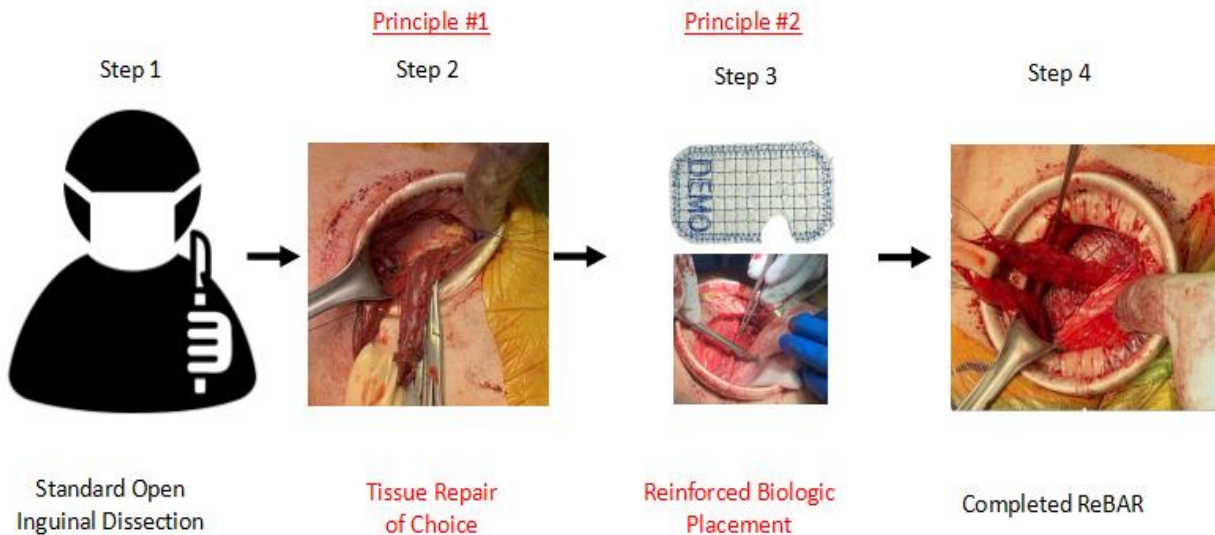 Principle #1
Principle #2
Step 1
Step 2
Step 3
Step 4
DEMO
Standard Open
Inguinal Dissection
Tissue Repair
of Choice
Reinforced Biologic
Placement
Completed ReBAR